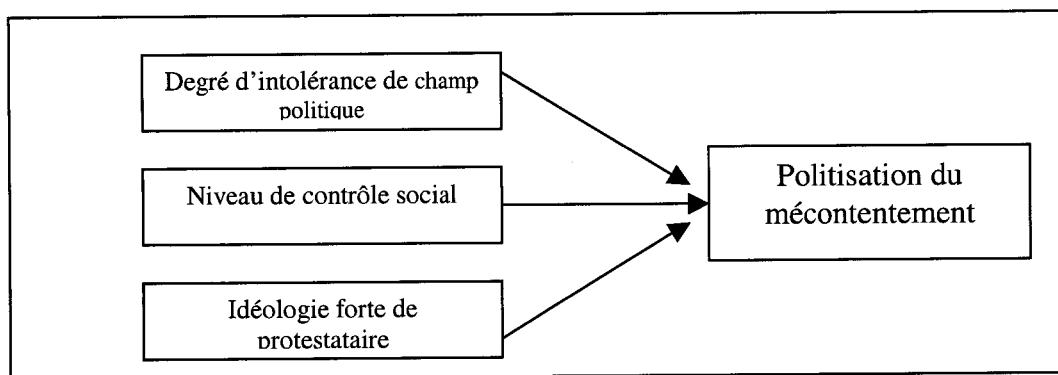 Degré d'intolérance de champ
politique
Niveau de contrôle social
Idéologie forte de
protestataire
Politisation du
mécontentement